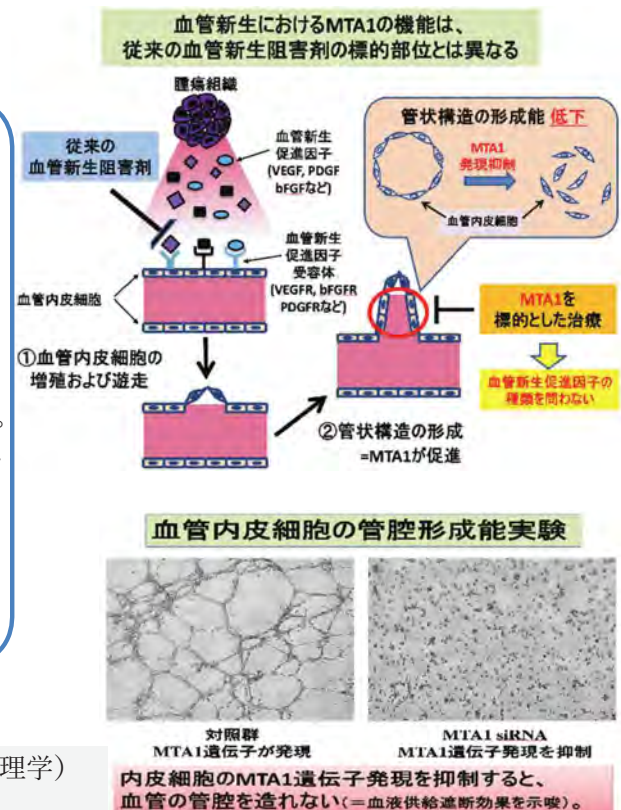 血管新生におけるMTA1の機能は、
従来の血管新生阻害剤の標的部位とは異なる
腫瘍組織
従来の
血管新生阻害剤
血管新生
促進因子
(VEGF, PDGF
bFGFなど)
管状構造の形成能 低下
MTA1
発現抑制
血管内皮細胞
血管新生
促進因子
受容体
(VEGFR, bFGFR
PDGFRなど)
血管内皮細胞
MTA1を
標的とした治療
血管新生促進因子の
種類を問わない
①血管内皮細胞の
増殖および遊走
②管状構造の形成
=MTA1が促進
。
血管内皮細胞の管腔形成能実験
対照群
MTA1遺伝子が発現
MTA1 siRNA
MTA1遺伝子発現を抑制
理学)
内皮細胞のMTA1遺伝子発現を抑制すると、
血管の管腔を造れない(=血液供給遮断効果を示唆)。